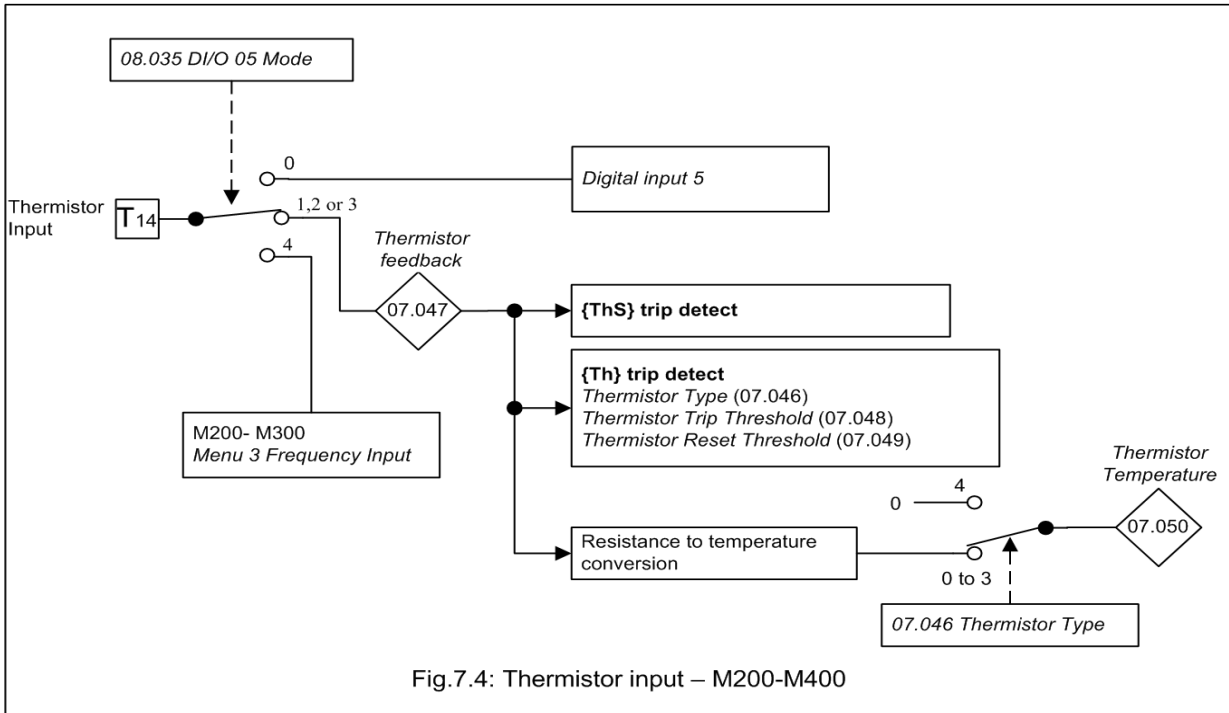 08.035 DI/O 05 Mode
0
Digital input 5
Thermistor
Input
T14
1,2 or 3
4
Thermistor
feedback
07.047
{ThS} trip detect
{Th} trip detect
Thermistor Type (07.046)
Thermistor Trip Threshold (07.048)
Thermistor Reset Threshold (07.049)
M200- M300
Menu 3 Frequency Input
Thermistor
Temperature
0
4
07.050
Resistance to temperature
conversion
0 to 3
07.046 Thermistor Type
Fig.7.4: Thermistor input – M200-M400